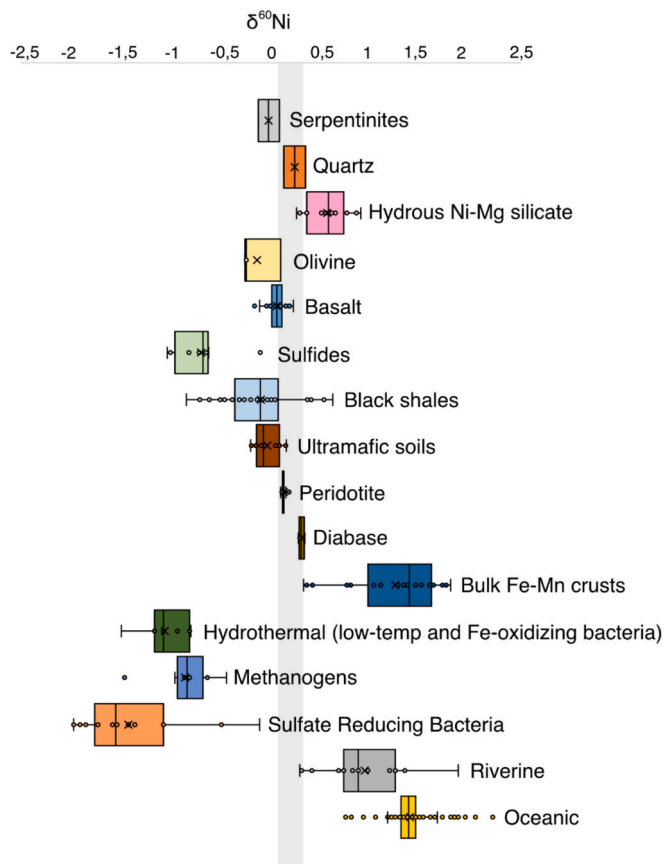 δ⁶⁰Ni
-2,5 -2 -1,5 -1 -0,5 0 0,5 1 1,5 2 2,5
Serpentinites
Quartz
Hydrous Ni-Mg silicate
Olivine
Basalt
Sulfides
Black shales
Ultramafic soils
Peridotite
Diabase
Bulk Fe-Mn crusts
Hydrothermal (low-temp and Fe-oxidizing bacteria)
Methanogens
Sulfate Reducing Bacteria
Riverine
Oceanic